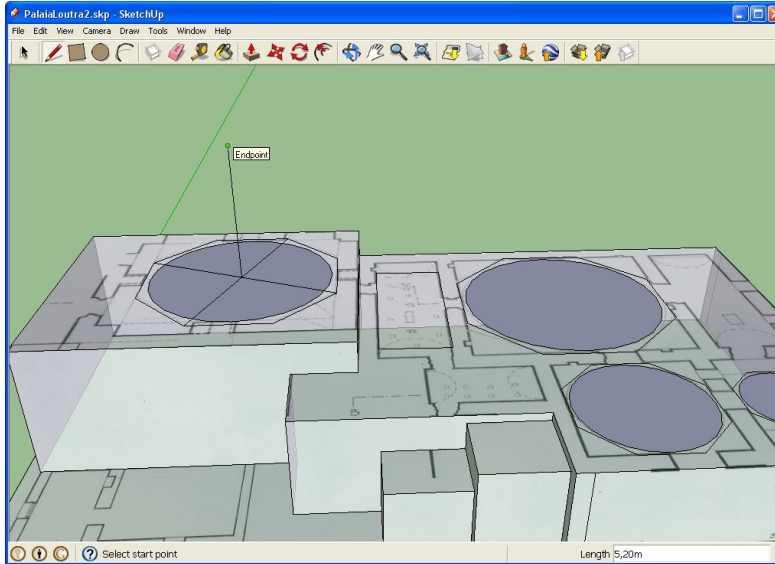 PalaiaLoutra2.skp - SketchUp
File Edit View Camera Draw Tools Window Help
Endpoint
B
Select start point
Length 5,20m